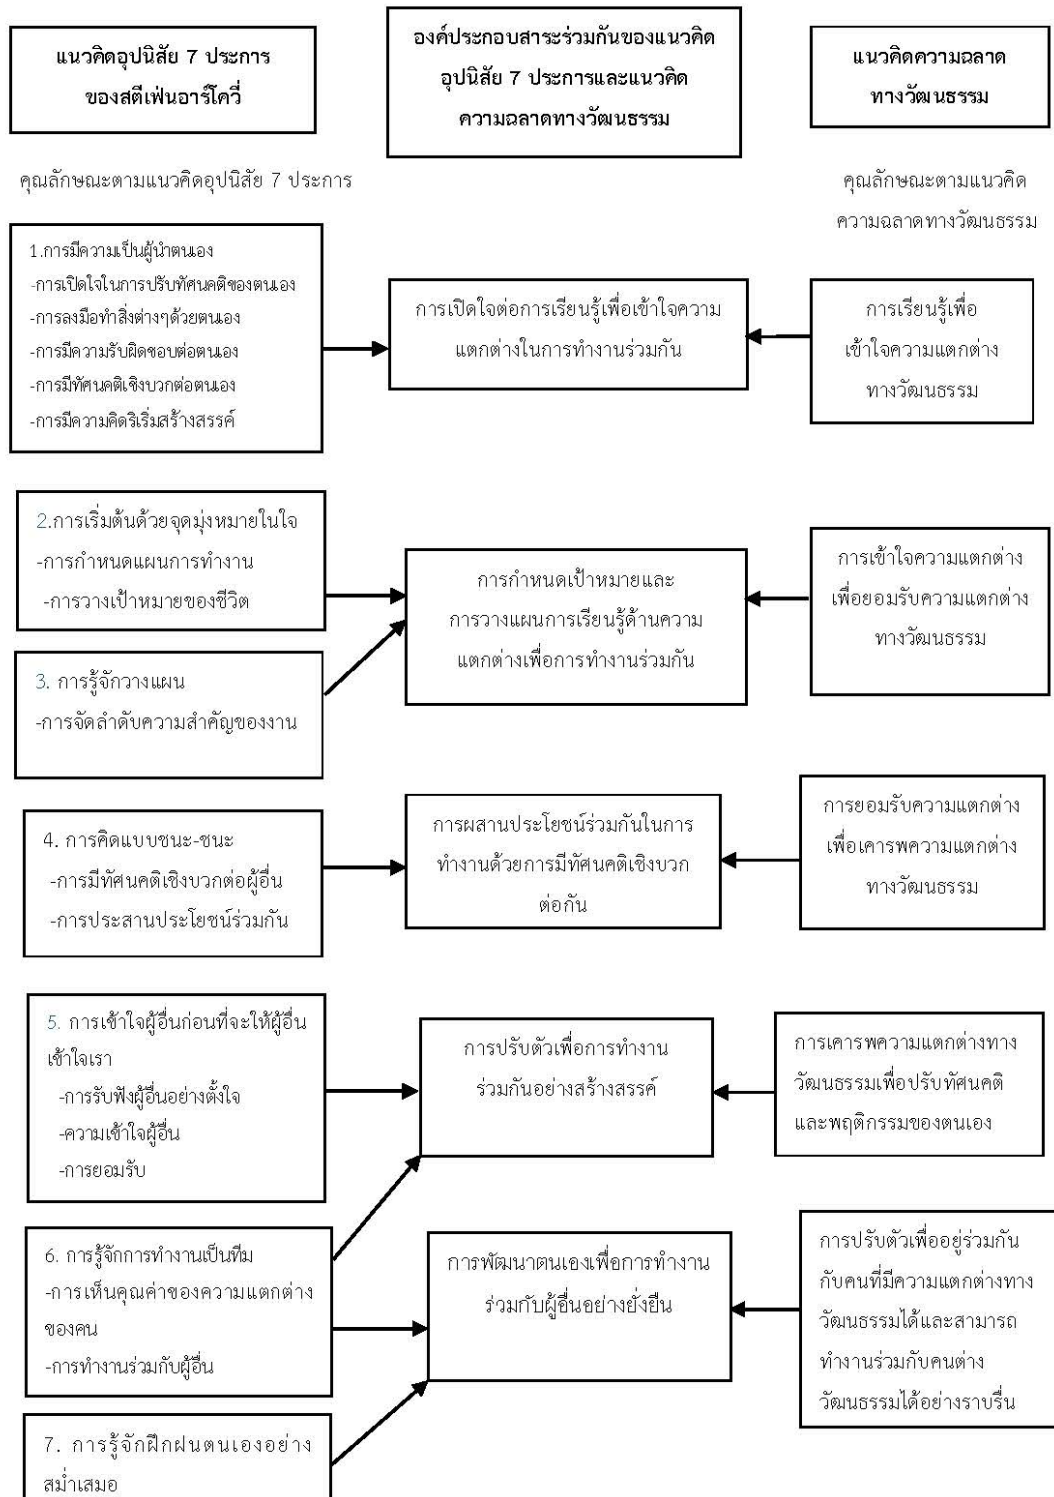 แนวคิดอุปนิสัย 7 ประการ
ของสตีเฟ่นอาร์โควี่
องค์ประกอบสาระร่วมกันของแนวคิด
อุปนิสัย 7 ประการและแนวคิด
ความฉลาดทางวัฒนธรรม
แนวคิดความฉลาด
ทางวัฒนธรรม
คุณลักษณะตามแนวคิดอุปนิสัย 7 ประการ
คุณลักษณะตามแนวคิด
ความฉลาดทางวัฒนธรรม
1.การมีความเป็นผู้นำตนเอง
-การเปิดใจในการปรับทัศนคติของตนเอง
-การลงมือทำสิ่งต่างๆด้วยตนเอง
-การมีความรับผิดชอบต่อตนเอง
-การมีทัศนคติเชิงบวกต่อตนเอง
-การมีความคิดริเริ่มสร้างสรรค์
การเปิดใจต่อการเรียนรู้เพื่อเข้าใจความ
แตกต่างในการทำงานร่วมกัน
การเรียนรู้เพื่อ
เข้าใจความแตกต่าง
ทางวัฒนธรรม
2.การเริ่มต้นด้วยจุดมุ่งหมายในใจ
-การกำหนดแผนการทำงาน
-การวางเป้าหมายของชีวิต
3. การรู้จักวางแผน
-การจัดลำดับความสำคัญของงาน
การกำหนดเป้าหมายและ
การวางแผนการเรียนรู้ด้านความ
แตกต่างเพื่อการทำงานร่วมกัน
การเข้าใจความแตกต่าง
เพื่อยอมรับความแตกต่าง
ทางวัฒนธรรม
4. การคิดแบบชนะ-ชนะ
-การมีทัศนคติเชิงบวกต่อผู้อื่น
-การประสานประโยชน์ร่วมกัน
การผสานประโยชน์ร่วมกันในการ
ทำงานด้วยการมีทัศนคติเชิงบวก
ต่อกัน
การยอมรับความแตกต่าง
เพื่อเคารพความแตกต่าง
ทางวัฒนธรรม
5. การเข้าใจผู้อื่นก่อนที่จะให้ผู้อื่น
เข้าใจเรา
-การรับฟังผู้อื่นอย่างตั้งใจ
-ความเข้าใจผู้อื่น
-การยอมรับ
การปรับตัวเพื่อการทำงาน
ร่วมกันอย่างสร้างสรรค์
การเคารพความแตกต่างทาง
วัฒนธรรมเพื่อปรับทัศนคติ
และพฤติกรรมของตนเอง
6. การรู้จักการทำงานเป็นทีม
-การเห็นคุณค่าของความแตกต่าง
ของคน
-การทำงานร่วมกับผู้อื่น
การพัฒนาตนเองเพื่อการทำงาน
ร่วมกับผู้อื่นอย่างยั่งยืน
การปรับตัวเพื่ออยู่ร่วมกัน
กับคนที่มีความแตกต่างทาง
วัฒนธรรมได้และสามารถ
ทำงานร่วมกับคนต่าง
วัฒนธรรมได้อย่างราบรื่น
7. การรู้จักฝึกฝนตนเองอย่าง
สม่ำเสมอ